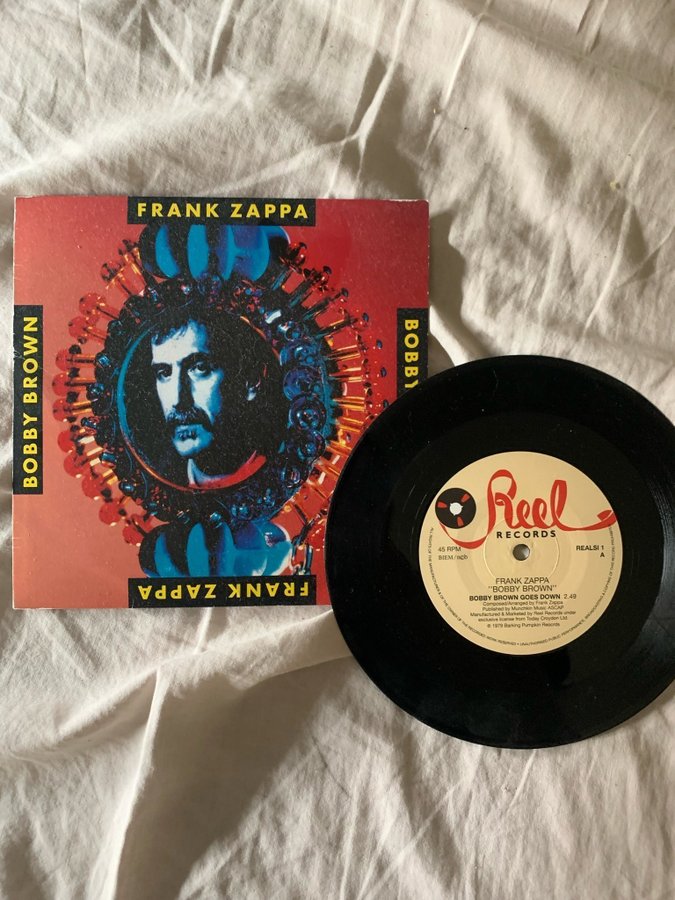 FRANK ZAPPA
BOBBY BROWN
BOBBY
FRANK ZAPPA
Reel
RECORDS
45 RPM
BIEM / ncb
REALSI 1
A
FRANK ZAPPA
"BOBBY BROWN"
BOBBY BROWN GOES DOWN 2.49
Composed/Arranged by Frank Zappa
Published by Munchkin Music ASCAP
Manufactured & Marketed by Reel Records under
exclusive license from Today Croydon Ltd.
℗ 1979 Barking Pumpkin Records